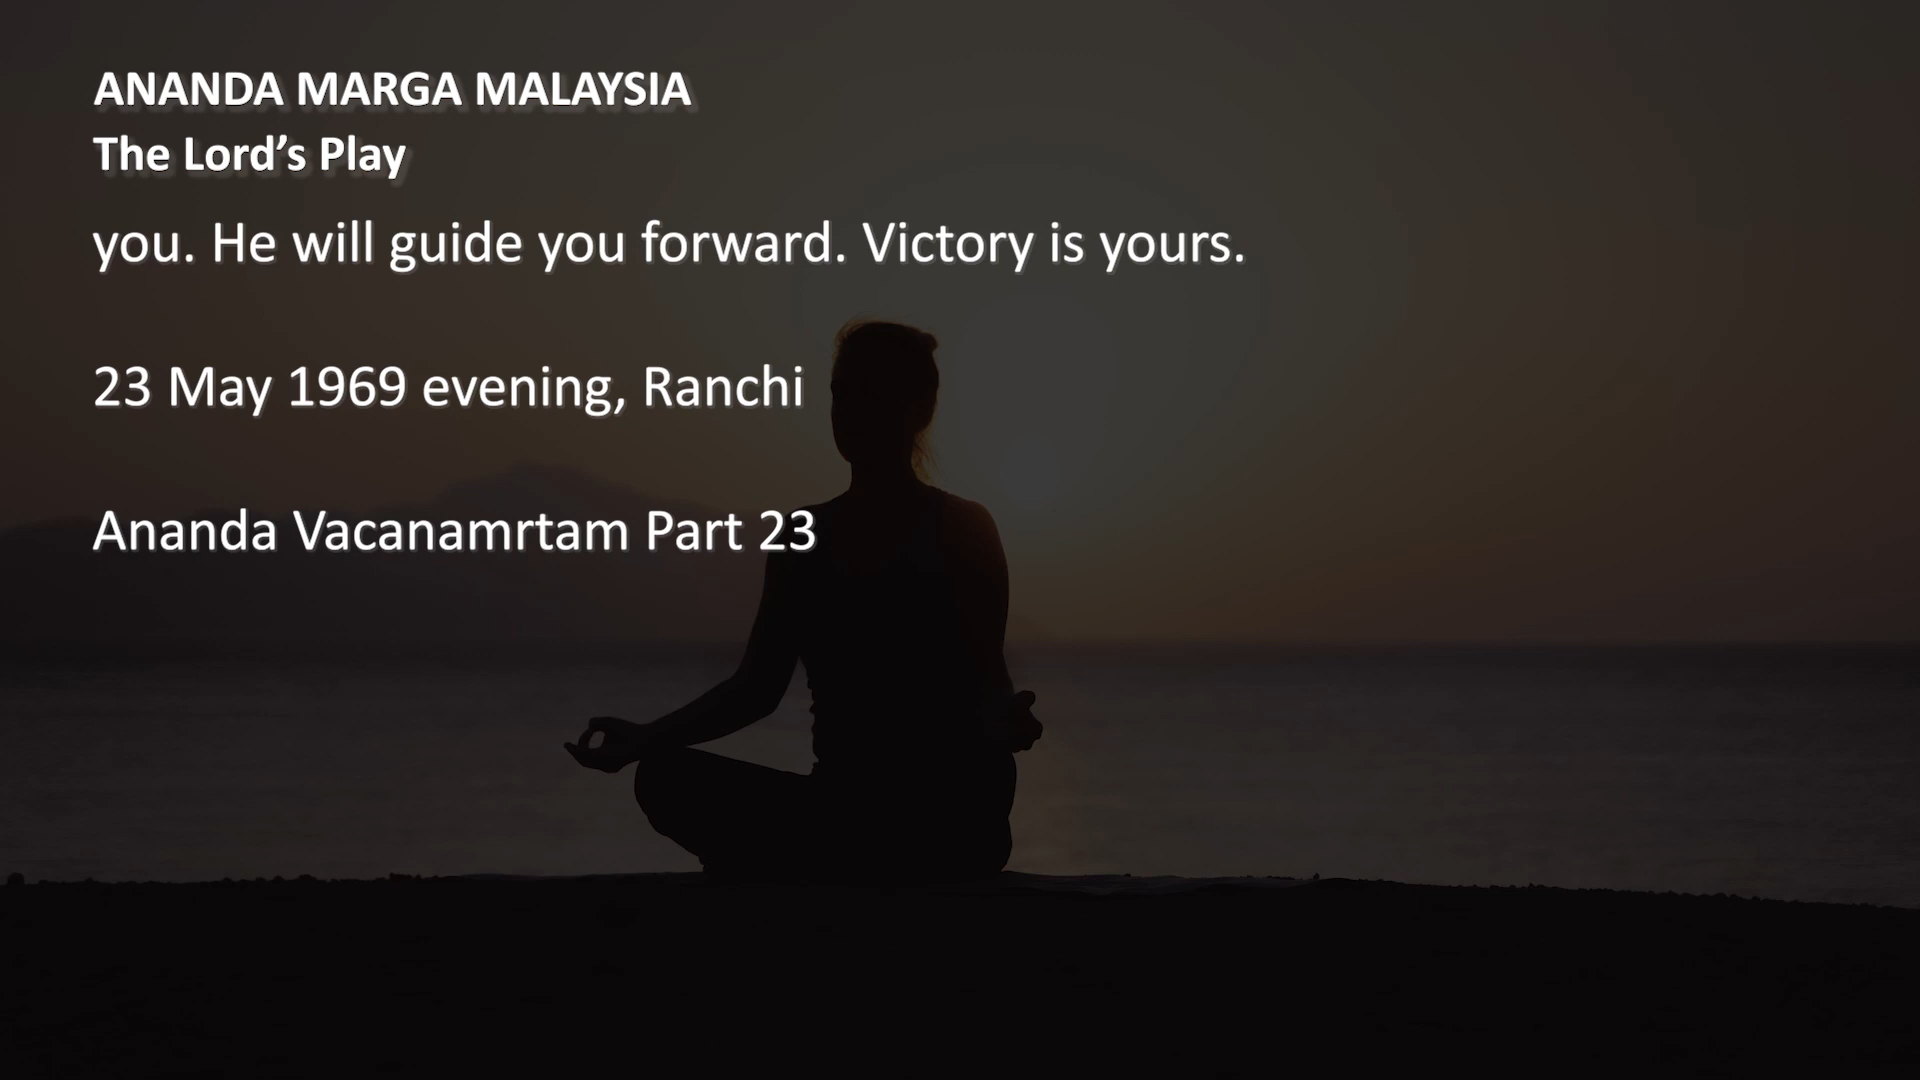 ANANDA MARGA MALAYSIA
The Lord’s Play
you. He will guide you forward. Victory is yours.
23 May 1969 evening, Ranchi
Ananda Vacanamrtam Part 23